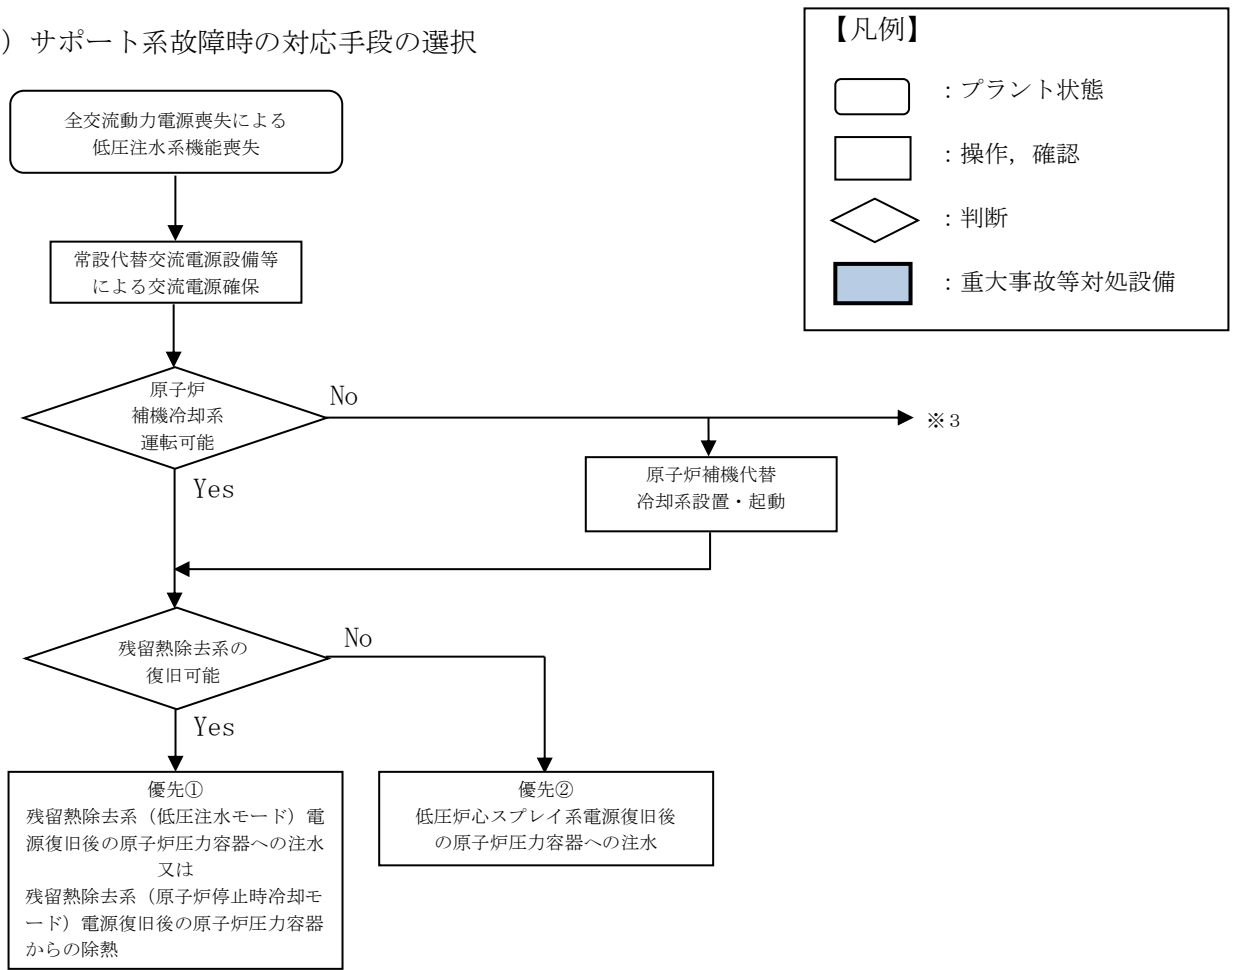 ）サポート系故障時の対応手段の選択
【凡例】
：プラント状態
：操作，確認
：判断
：重大事故等対処設備
全交流動力電源喪失による
低圧注水系機能喪失
常設代替交流電源設備等
による交流電源確保
原子炉
補機冷却系
運転可能
No
※3
Yes
原子炉補機代替
冷却系設置・起動
残留熱除去系の
復旧可能
No
Yes
優先①
残留熱除去系（低圧注水モード）電
源復旧後の原子炉圧力容器への注水
又は
残留熱除去系（原子炉停止時冷却モ
ード）電源復旧後の原子炉圧力容器
からの除熱
優先②
低圧炉心スプレイ系電源復旧後
の原子炉圧力容器への注水